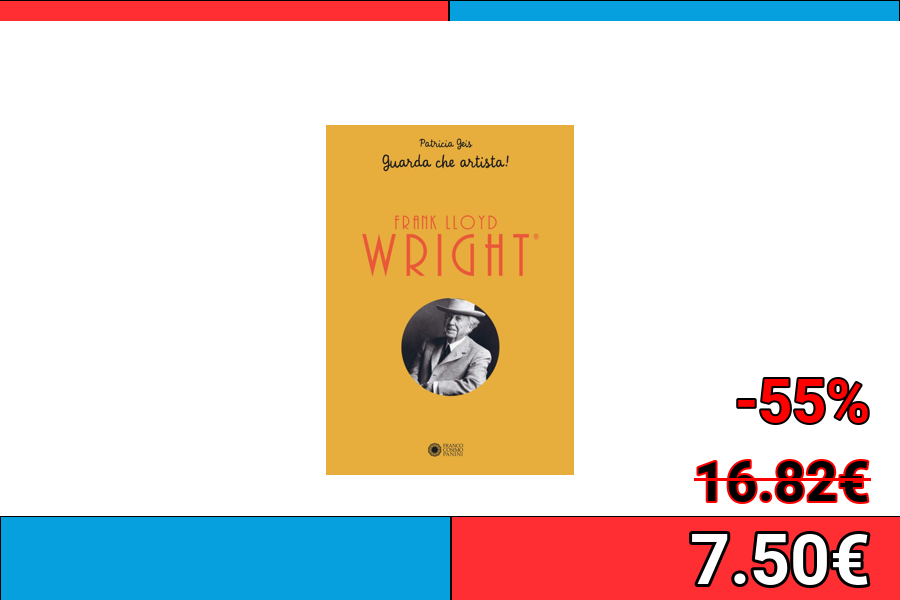 Patricia Geis
Guarda che artista!
FRANK LLOYD
WRIGHT®
FRANCO
COSIMO
PANINI
-55%
16.82€
7.50€